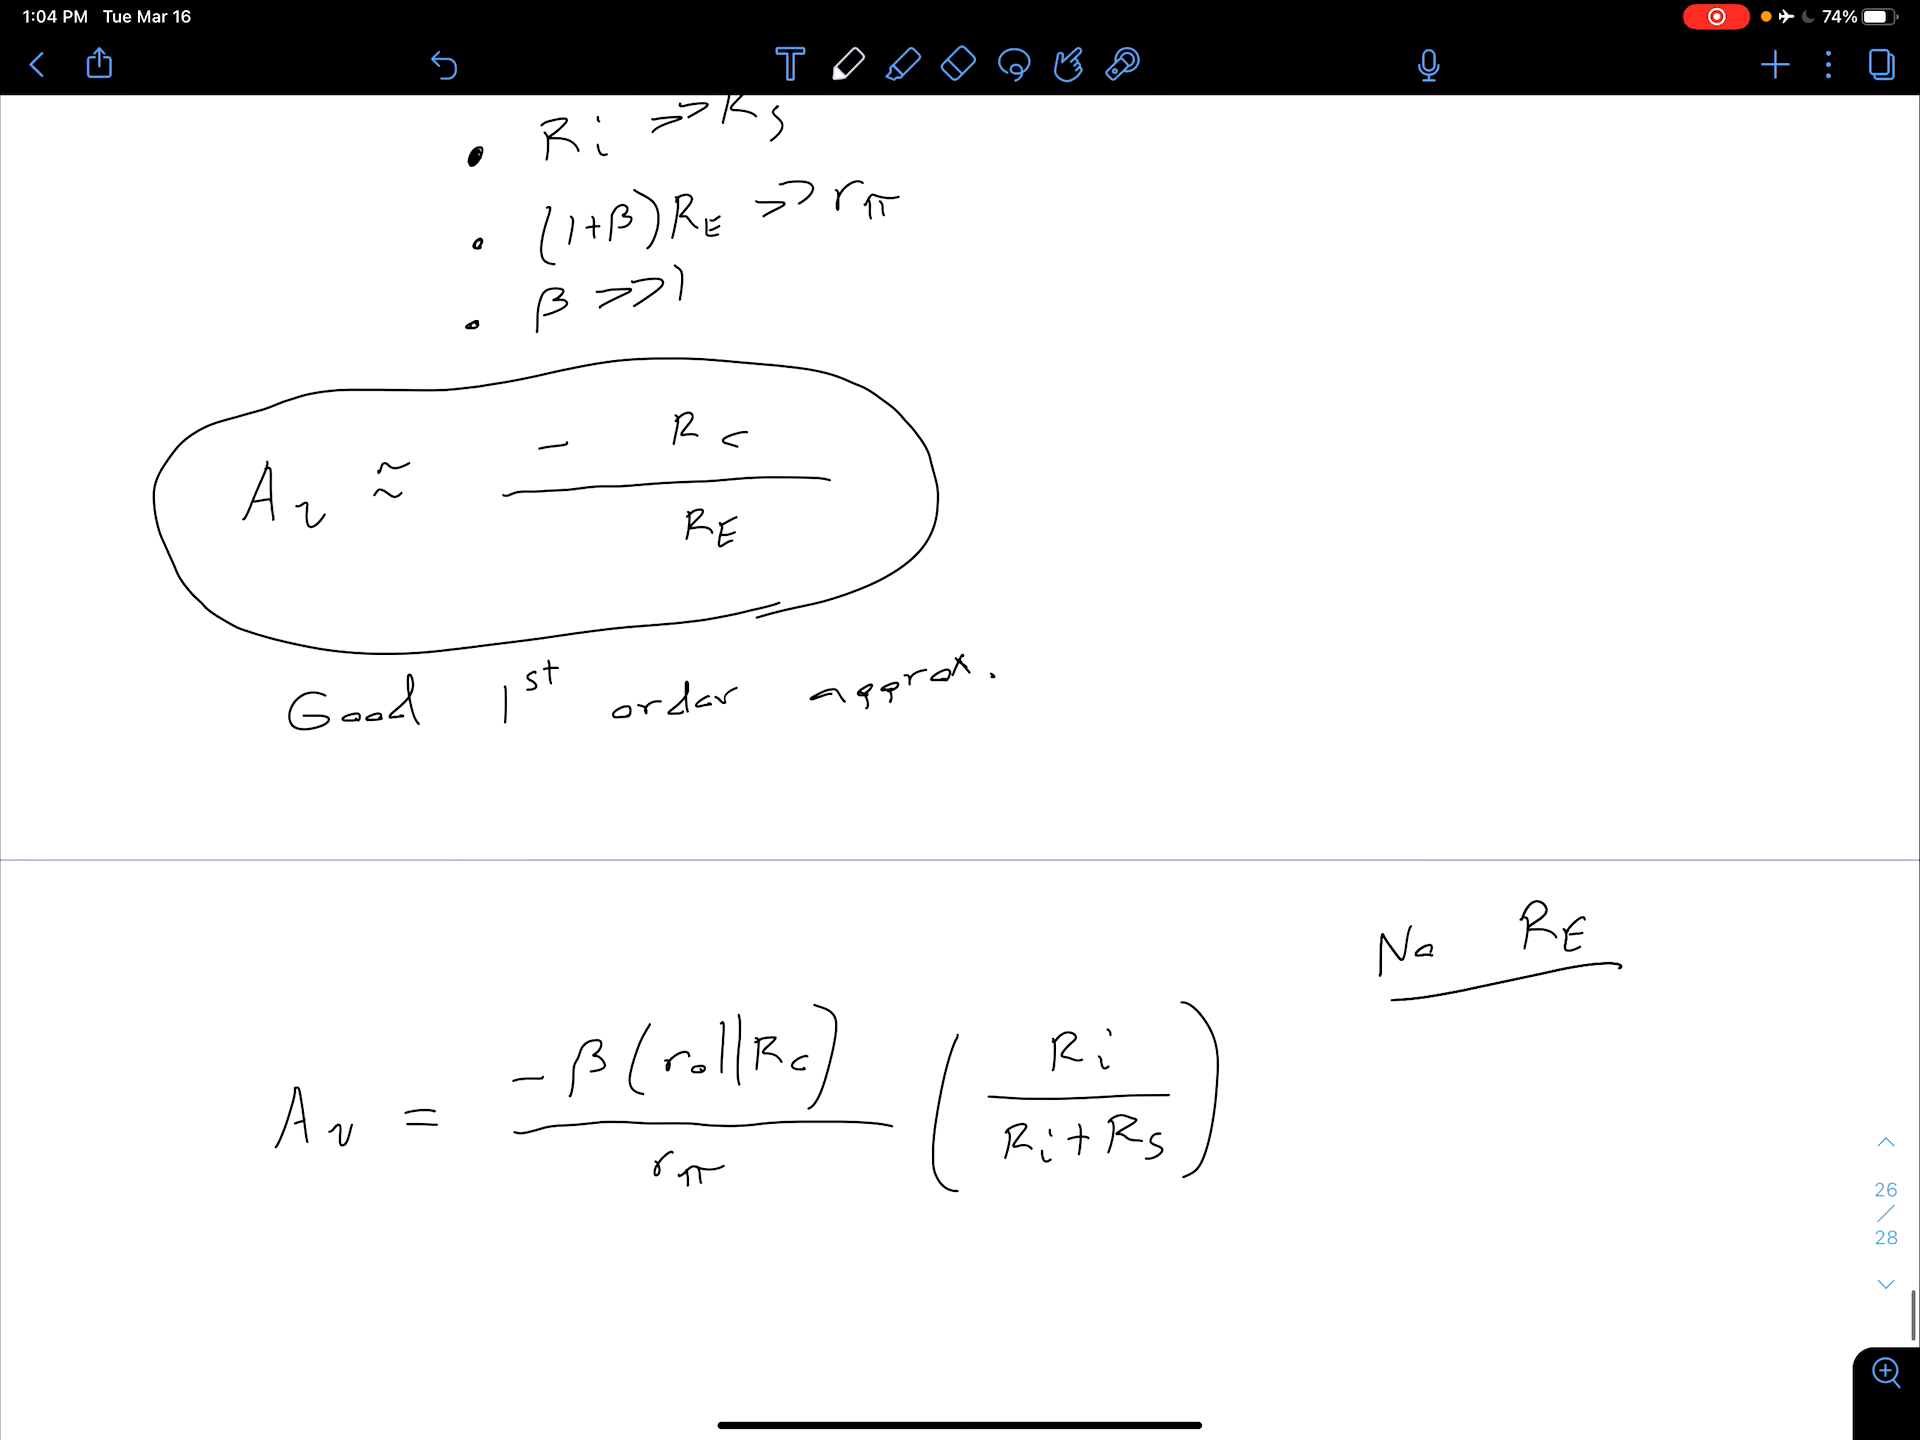 1:04 PM Tue Mar 16
74%
• Ri >> Rs
• (1+β)RE >> rπ
• β >> 1
Av ≈ - Rc / RE
Good 1st order approx.
No RE
Av = -β(ro||Rc) / rπ (Ri / Ri+Rs)
26
/
28